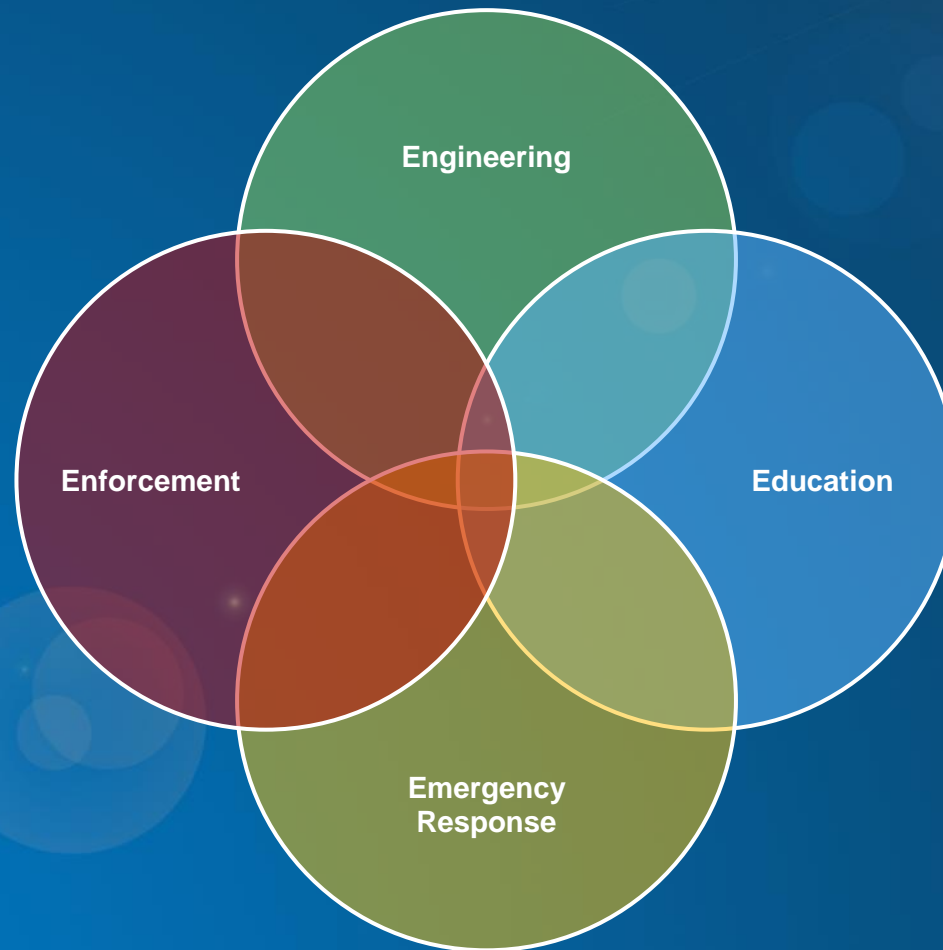 Engineering
Enforcement
Education
Emergency
Response